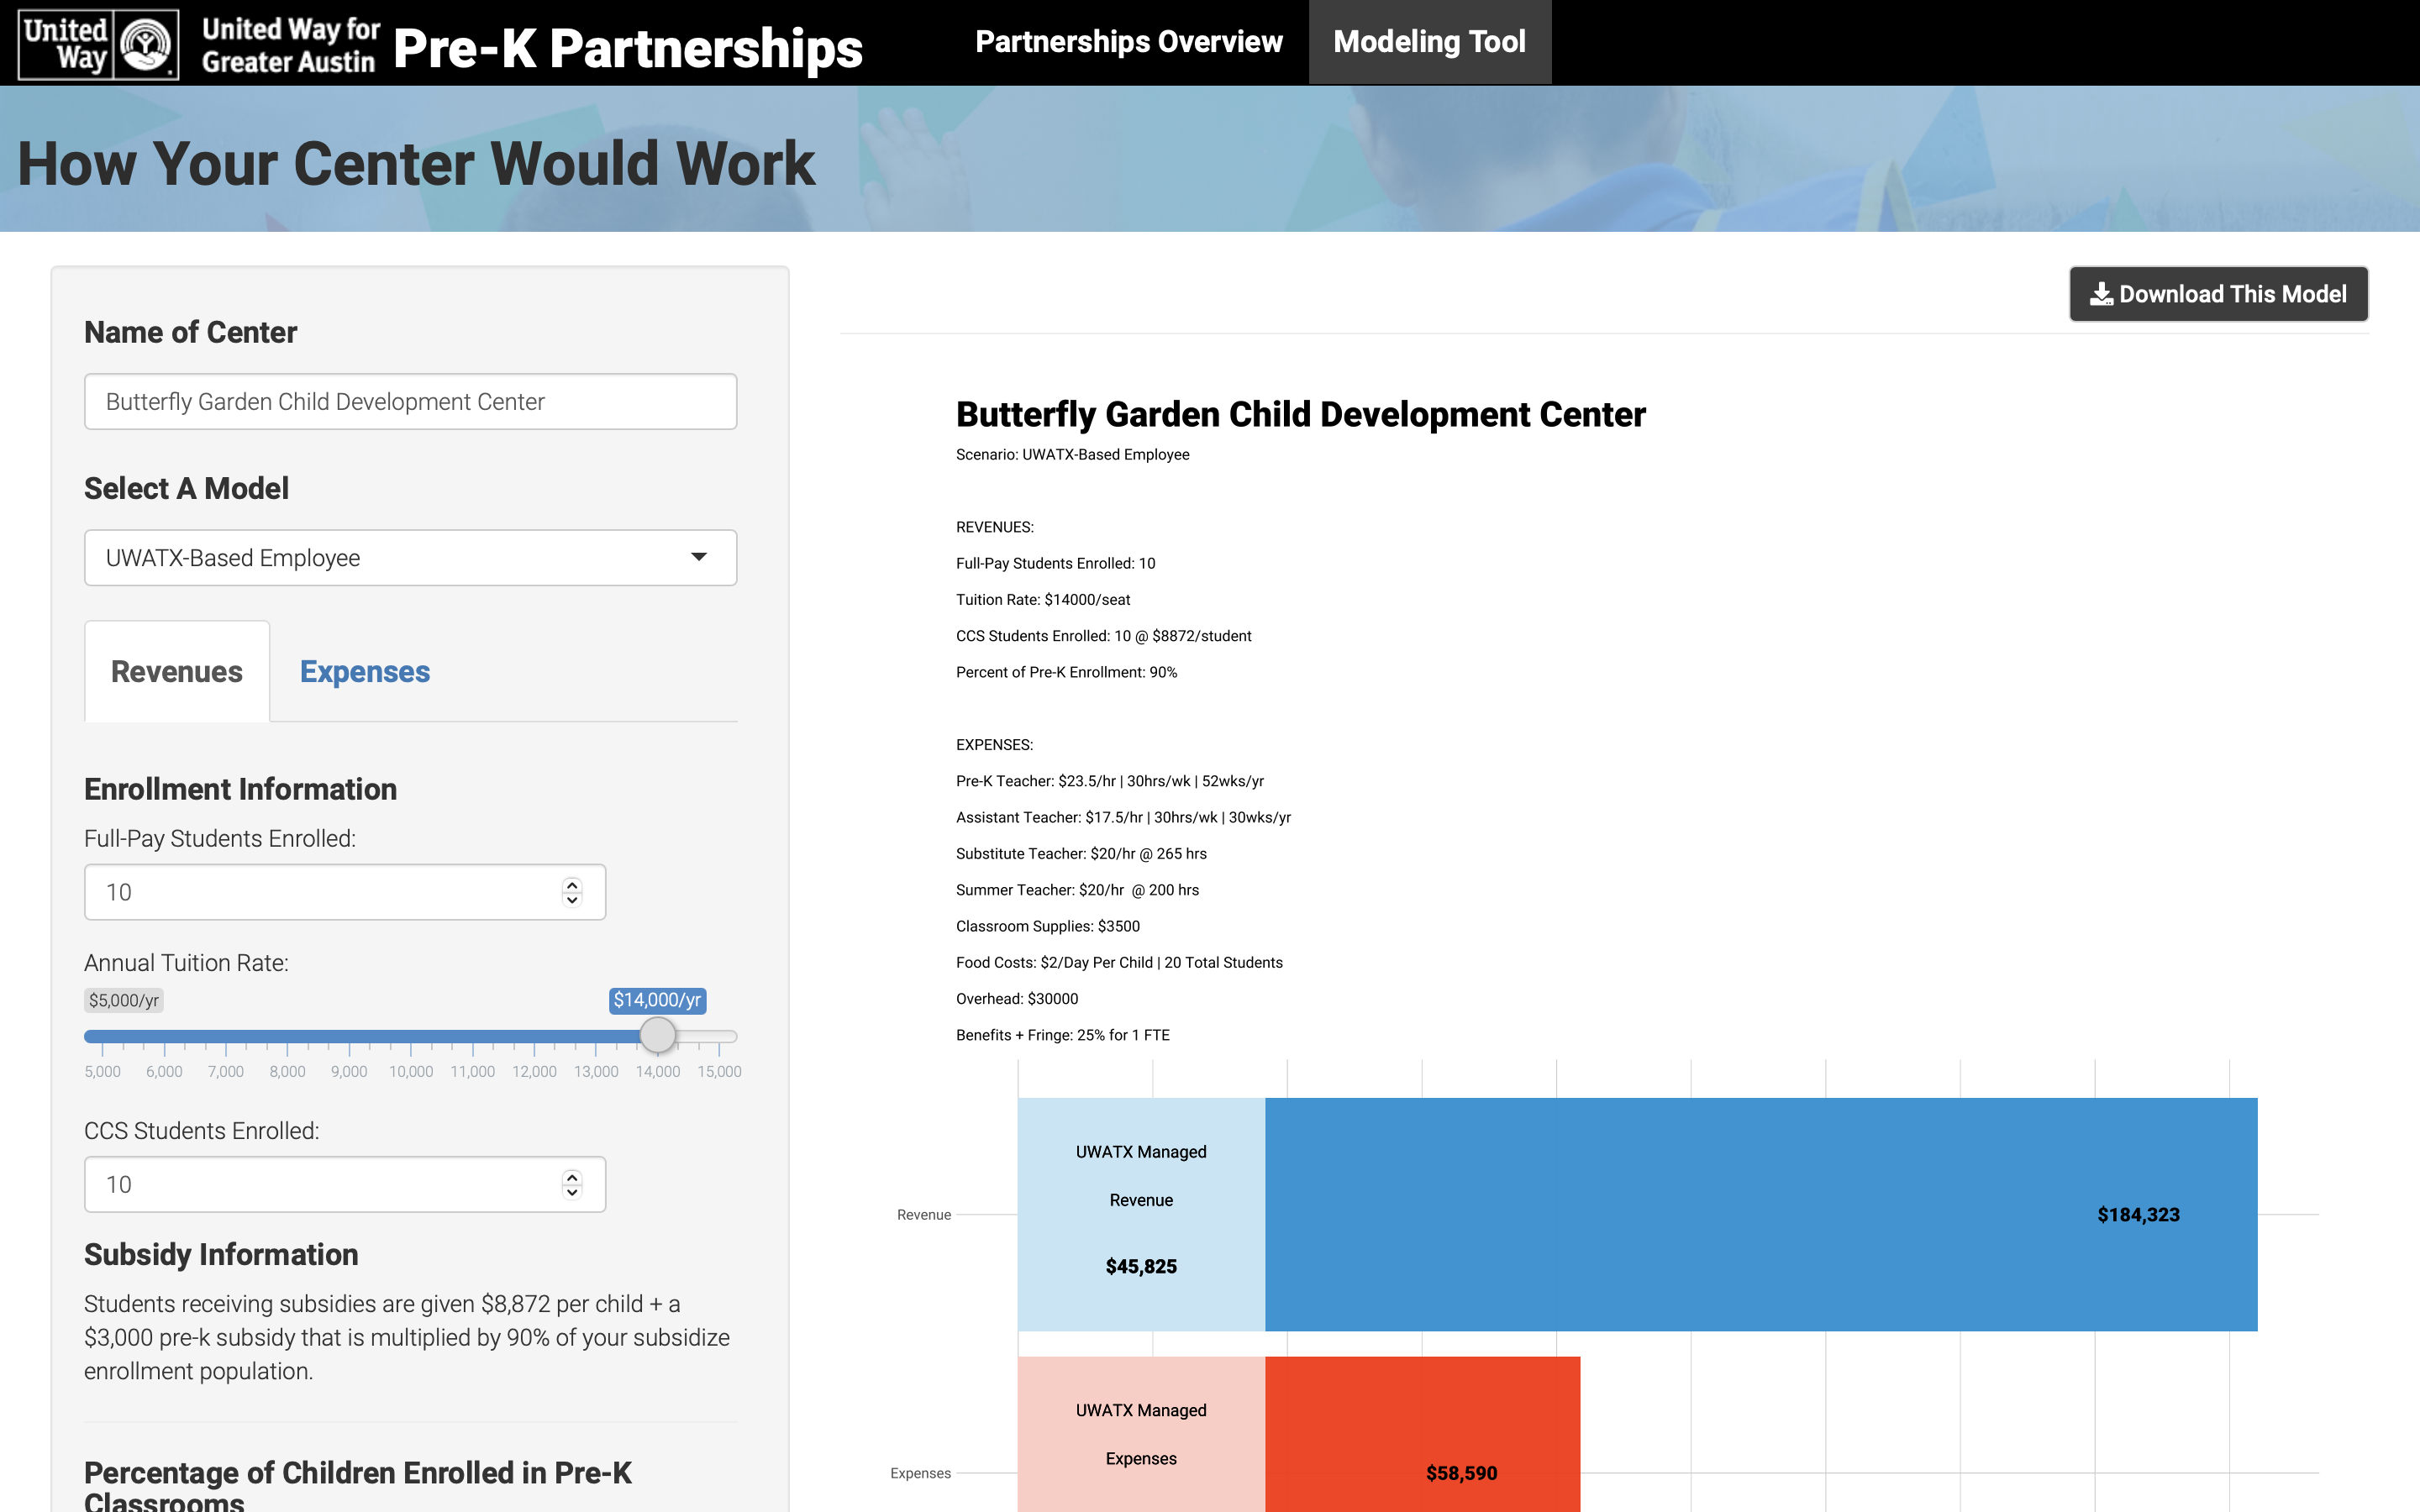 United Way
United Way for Greater Austin
Pre-K Partnerships
Partnerships Overview
Modeling Tool
How Your Center Would Work
Name of Center
Butterfly Garden Child Development Center
Select A Model
UWATX-Based Employee
Revenues
Expenses
Enrollment Information
Full-Pay Students Enrolled:
10
Annual Tuition Rate:
$5,000/yr
$14,000/yr
5,000 6,000 7,000 8,000 9,000 10,000 11,000 12,000 13,000 14,000 15,000
CCS Students Enrolled:
10
Subsidy Information
Students receiving subsidies are given $8,872 per child + a
$3,000 pre-k subsidy that is multiplied by 90% of your subsidize
enrollment population.
Percentage of Children Enrolled in Pre-K
Classrooms
Download This Model
Butterfly Garden Child Development Center
Scenario: UWATX-Based Employee
REVENUES:
Full-Pay Students Enrolled: 10
Tuition Rate: $14000/seat
CCS Students Enrolled: 10 @ $8872/student
Percent of Pre-K Enrollment: 90%
EXPENSES:
Pre-K Teacher: $23.5/hr | 30hrs/wk | 52wks/yr
Assistant Teacher: $17.5/hr | 30hrs/wk | 30wks/yr
Substitute Teacher: $20/hr @ 265 hrs
Summer Teacher: $20/hr @ 200 hrs
Classroom Supplies: $3500
Food Costs: $2/Day Per Child | 20 Total Students
Overhead: $30000
Benefits + Fringe: 25% for 1 FTE
Revenue
UWATX Managed
Revenue
$45,825
$184,323
Expenses
UWATX Managed
Expenses
$58,590